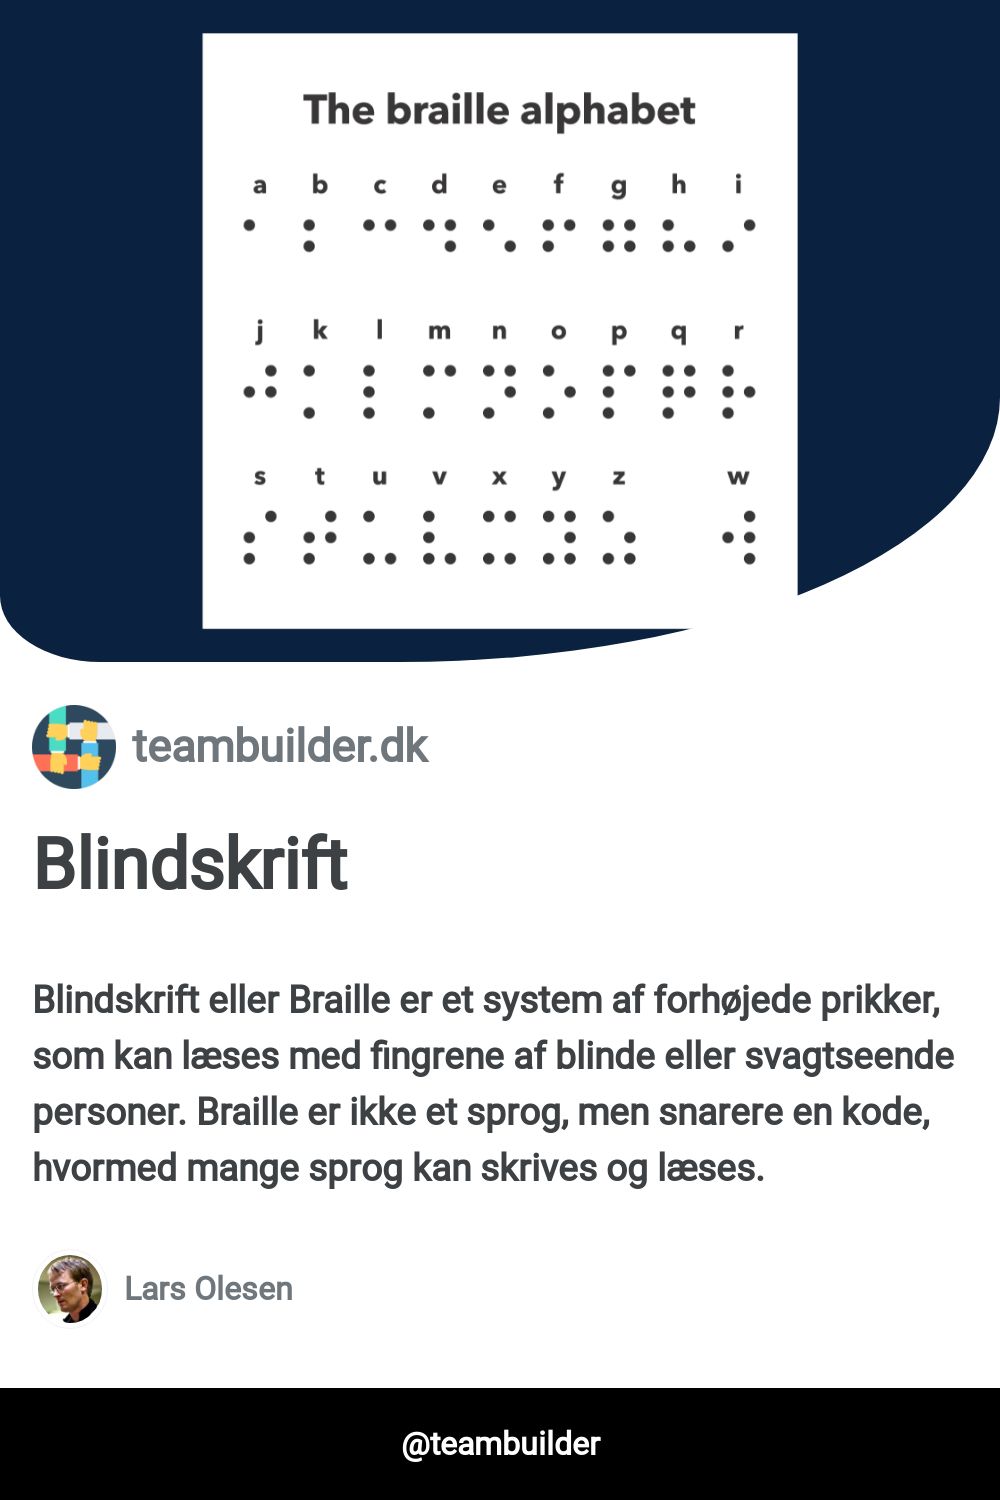 The braille alphabet
a b c d e f g h i
⠁ ⠃ ⠉ ⠙ ⠑ ⠋ ⠛ ⠓ ⠊
j k l m n o p q r
⠚ ⠅ ⠇ ⠍ ⠝ ⠕ ⠏ ⠟ ⠗
s t u v x y z w
⠎ ⠞ ⠥ ⠧ ⠭ ⠽ ⠵ ⠺
teambuilder.dk
Blindskrift
Blindskrift eller Braille er et system af forhøjede prikker,
som kan læses med fingrene af blinde eller svagtseende
personer. Braille er ikke et sprog, men snarere en kode,
hvormed mange sprog kan skrives og læses.
Lars Olesen
@teambuilder